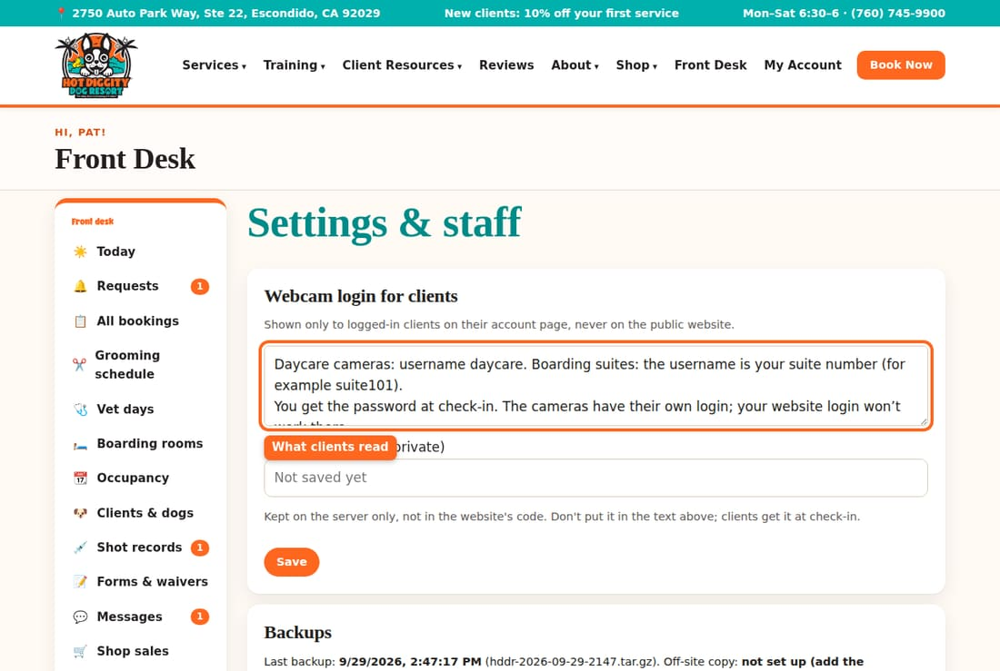 2750 Auto Park Way, Ste 22, Escondido, CA 92029
New clients: 10% off your first service
Mon–Sat 6:30–6 · (760) 745-9900
HOT DIGGITY
DOG RESORT
Services ▾
Training ▾
Client Resources ▾
Reviews
About ▾
Shop ▾
Front Desk
My Account
Book Now
HI, PAT!
Front Desk
Front desk
Today
Requests 1
All bookings
Grooming
schedule
Vet days
Boarding rooms
Occupancy
Clients & dogs
Shot records 1
Forms & waivers
Messages 1
Shop sales
Settings & staff
Webcam login for clients
Shown only to logged-in clients on their account page, never on the public website.
Daycare cameras: username daycare. Boarding suites: the username is your suite number (for
example suite101).
You get the password at check-in. The cameras have their own login; your website login won’t
work there.
What clients read private)
Not saved yet
Kept on the server only, not in the website's code. Don't put it in the text above; clients get it at check-in.
Save
Backups
Last backup: 9/29/2026, 2:47:17 PM (hddr-2026-09-29-2147.tar.gz). Off-site copy: not set up (add the